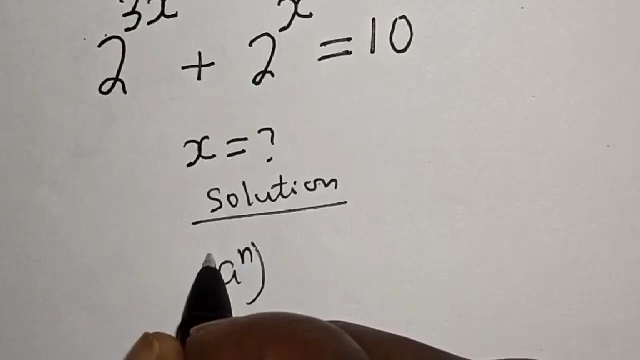 2^{3x} + 2^x = 10
x = ?
Solution
a^n)